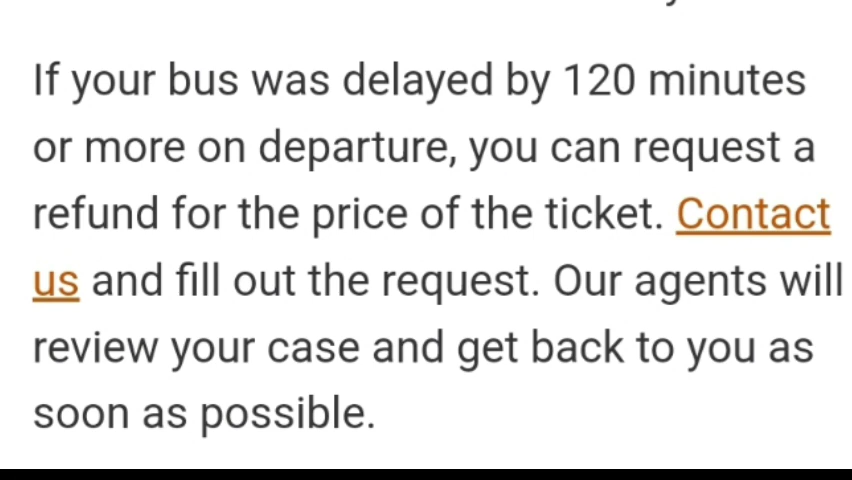 If your bus was delayed by 120 minutes
or more on departure, you can request a
refund for the price of the ticket. Contact
us and fill out the request. Our agents will
review your case and get back to you as
soon as possible.